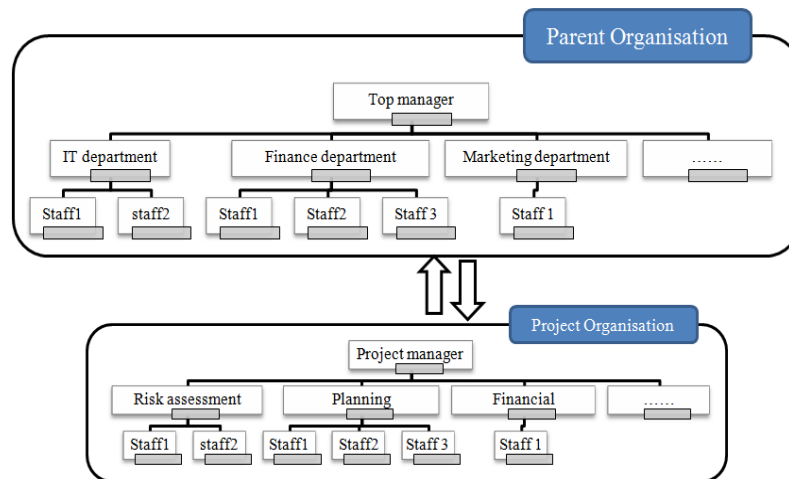 Parent Organisation
Top manager
IT department
Finance department
Marketing department
......
Staff1
staff2
Staff1
Staff2
Staff 3
Staff 1
Project Organisation
Project manager
Risk assessment
Planning
Financial
......
Staff1
staff2
Staff1
Staff2
Staff 3
Staff 1